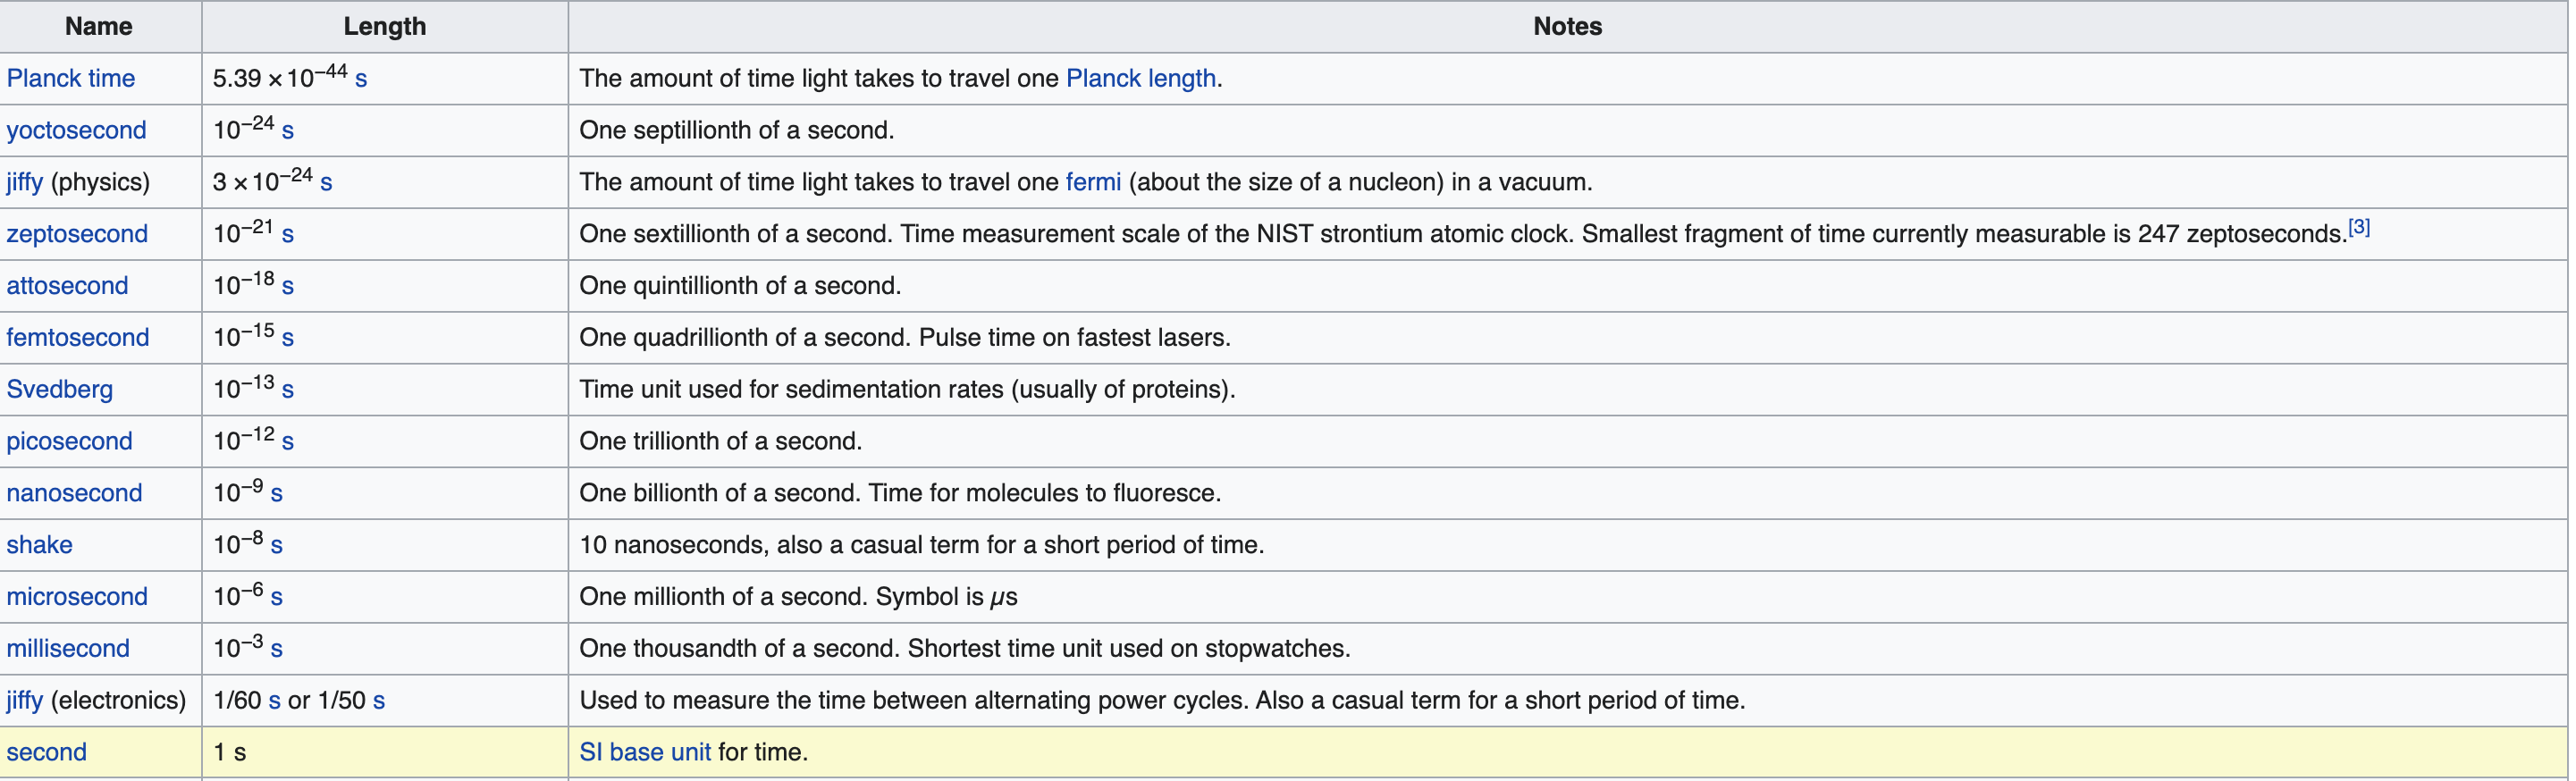 Name Length Notes
Planck time 5.39 × 10⁻⁴⁴ s The amount of time light takes to travel one Planck length.
yoctosecond 10⁻²⁴ s One septillionth of a second.
jiffy (physics) 3 × 10⁻²⁴ s The amount of time light takes to travel one fermi (about the size of a nucleon) in a vacuum.
zeptosecond 10⁻²¹ s One sextillionth of a second. Time measurement scale of the NIST strontium atomic clock. Smallest fragment of time currently measurable is 247 zeptoseconds.[3]
attosecond 10⁻¹⁸ s One quintillionth of a second.
femtosecond 10⁻¹⁵ s One quadrillionth of a second. Pulse time on fastest lasers.
Svedberg 10⁻¹³ s Time unit used for sedimentation rates (usually of proteins).
picosecond 10⁻¹² s One trillionth of a second.
nanosecond 10⁻⁹ s One billionth of a second. Time for molecules to fluoresce.
shake 10⁻⁸ s 10 nanoseconds, also a casual term for a short period of time.
microsecond 10⁻⁶ s One millionth of a second. Symbol is μs
millisecond 10⁻³ s One thousandth of a second. Shortest time unit used on stopwatches.
jiffy (electronics) 1/60 s or 1/50 s Used to measure the time between alternating power cycles. Also a casual term for a short period of time.
second 1 s SI base unit for time.